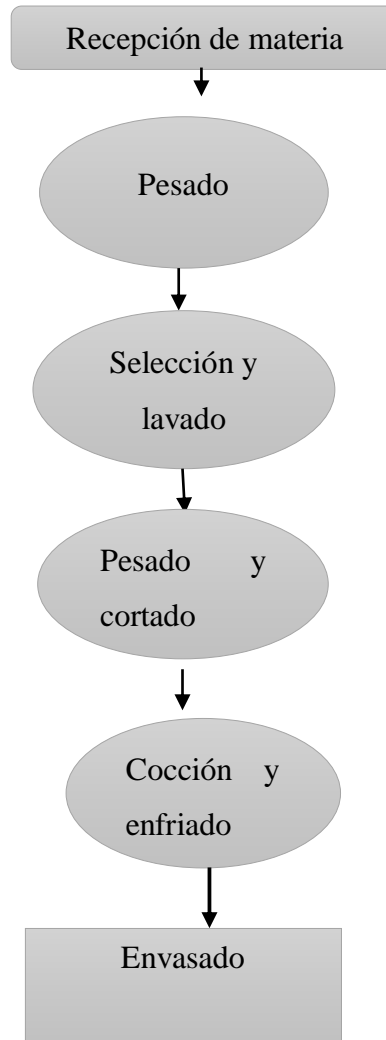 Recepción de materia
Pesado
Selección y
lavado
Pesado y
cortado
Cocción y
enfriado
Envasado